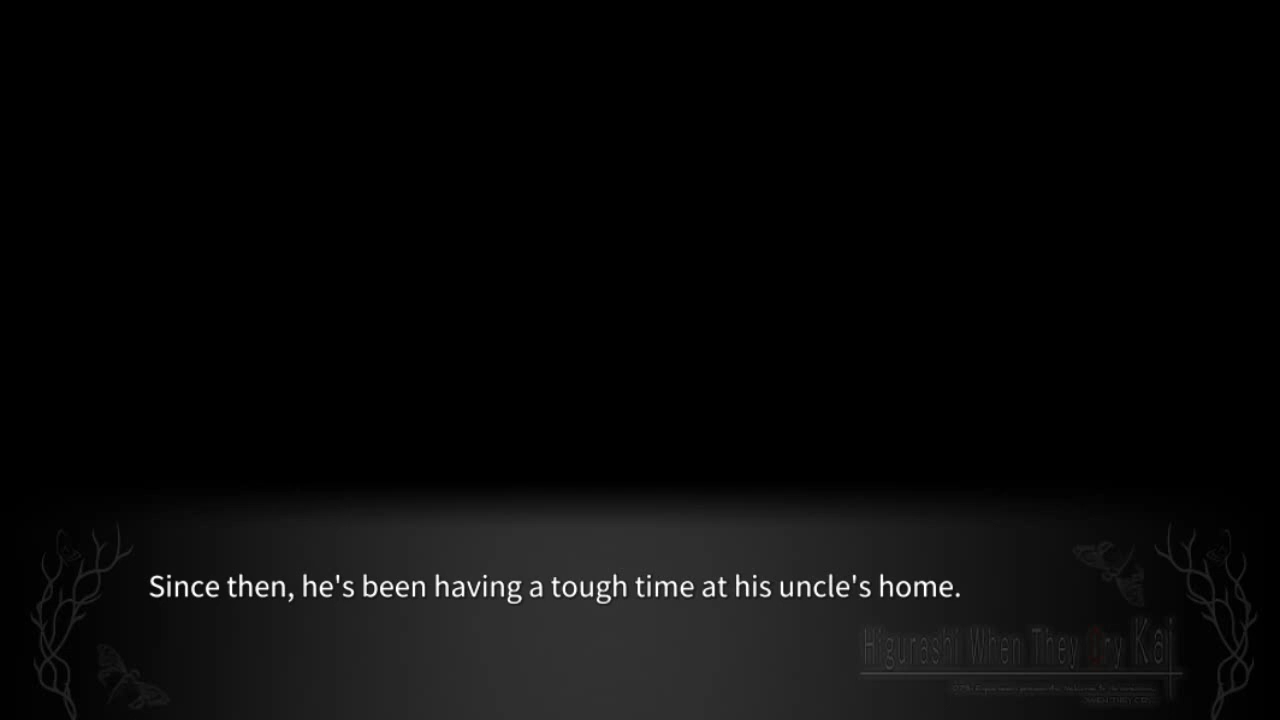 Since then, he's been having a tough time at his uncle's home.
Higurashi When They Cry Kai